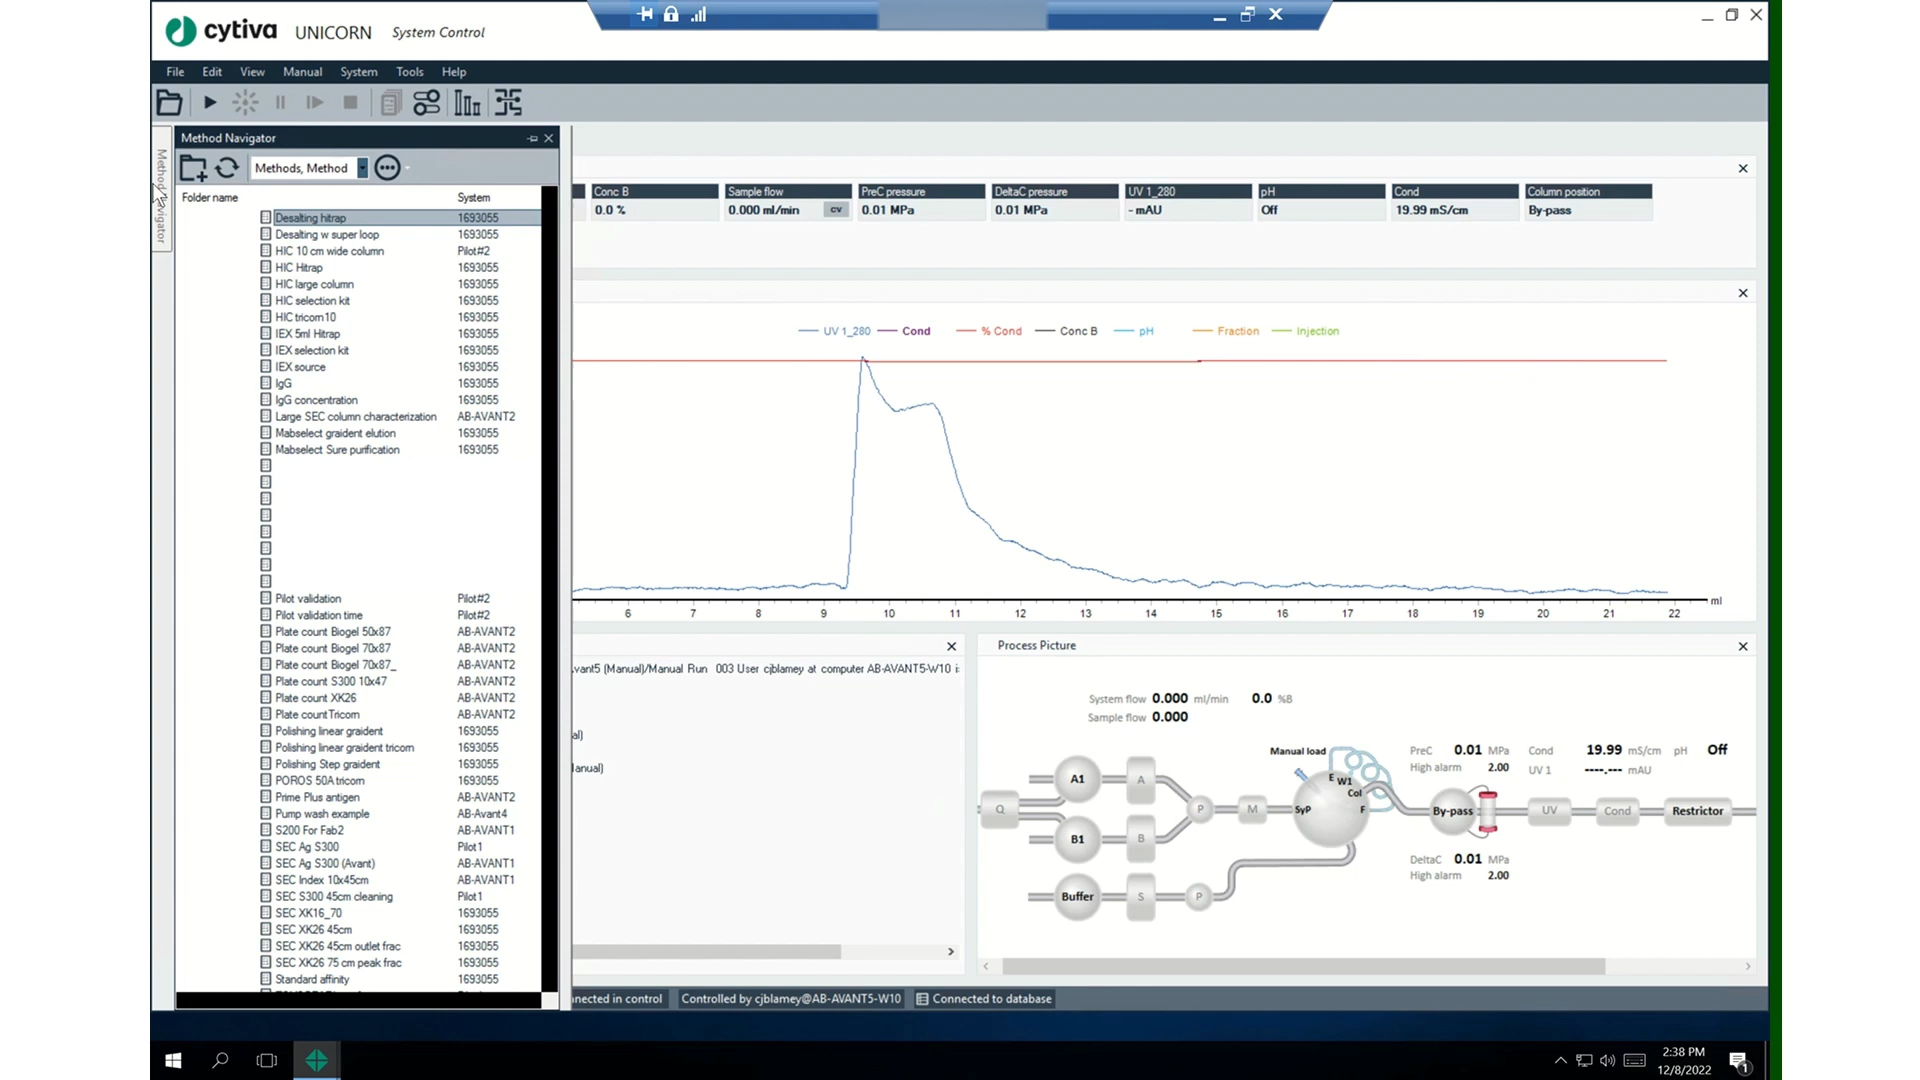 cytiva UNICORN System Control
File Edit View Manual System Tools Help
Method Navigator
Method Navigator
Methods, Method
Folder name System
Desalting hitrap 1693055
Desalting w super loop 1693055
HIC 10 cm wide column Pilot#2
HIC Hitrap 1693055
HIC large column 1693055
HIC selection kit 1693055
HIC tricorn10 1693055
IEX 5ml Hitrap 1693055
IEX selection kit 1693055
IEX source 1693055
IgG 1693055
IgG concentration 1693055
Large SEC column characterization AB-AVANT2
Mabselect graident elution 1693055
Mabselect Sure purification 1693055
Pilot validation Pilot#2
Pilot validation time Pilot#2
Plate count Biogel 50x87 AB-AVANT2
Plate count Biogel 70x87 AB-AVANT2
Plate count Biogel 70x87_ AB-AVANT2
Plate count S300 10x47 AB-AVANT2
Plate count XK26 AB-AVANT2
Plate countTricorn AB-AVANT2
Polishing linear graident 1693055
Polishing linear graident tricorn 1693055
Polishing Step graident 1693055
POROS 50A tricorn 1693055
Prime Plus antigen AB-AVANT2
Pump wash example AB-Avant4
S200 For Fab2 AB-AVANT1
SEC Ag S300 Pilot1
SEC Ag S300 (Avant) AB-AVANT1
SEC Index 10x45cm AB-AVANT1
SEC S300 45cm cleaning Pilot1
SEC XK16_70 1693055
SEC XK26 45cm 1693055
SEC XK26 45cm outlet frac 1693055
SEC XK26 75 cm peak frac 1693055
Standard affinity 1693055
Conc B Sample flow PreC pressure DeltaC pressure UV 1_280 pH Cond Column position
0.0 % 0.000 ml/min cv 0.01 MPa 0.01 MPa - mAU Off 19.99 mS/cm By-pass
UV 1_280 Cond % Cond Conc B pH Fraction Injection
6 7 8 9 10 11 12 13 14 15 16 17 18 19 20 21 22 ml
vant5 (Manual)/Manual Run 003 User cjblamey at computer AB-AVANT5-W10 i
al)
lanual)
Process Picture
System flow 0.000 ml/min 0.0 %B
Sample flow 0.000
Manual load
PreC 0.01 MPa Cond 19.99 mS/cm pH Off
High alarm 2.00 UV 1 ----.--- mAU
A1 A
E W1
Col
Q P M SyP F By-pass UV Cond Restrictor
B1 B
DeltaC 0.01 MPa
High alarm 2.00
Buffer S P
nnected in control Controlled by cjblamey@AB-AVANT5-W10 Connected to database
2:38 PM
12/8/2022
1